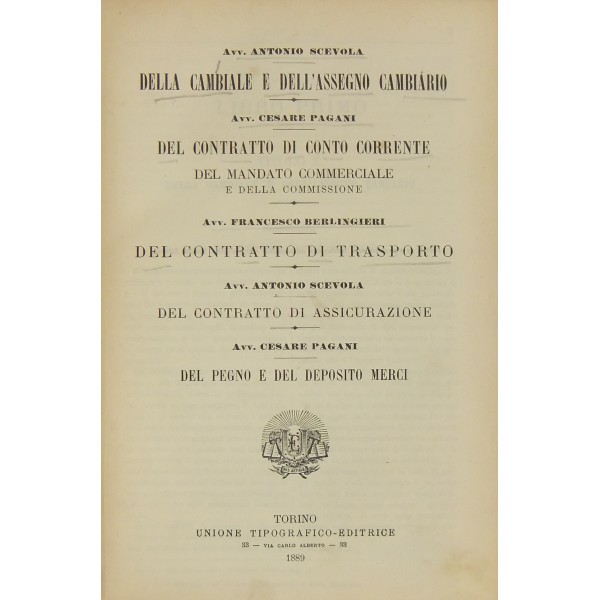 Avv. ANTONIO SCEVOLA
DELLA CAMBIALE E DELL'ASSEGNO CAMBIARIO
Avv. CESARE PAGANI
DEL CONTRATTO DI CONTO CORRENTE
DEL MANDATO COMMERCIALE
E DELLA COMMISSIONE
Avv. FRANCESCO BERLINGIERI
DEL CONTRATTO DI TRASPORTO
Avv. ANTONIO SCEVOLA
DEL CONTRATTO DI ASSICURAZIONE
Avv. CESARE PAGANI
DEL PEGNO E DEL DEPOSITO MERCI
TORINO
UNIONE TIPOGRAFICO-EDITRICE
33 — VIA CARLO ALBERTO — 33
1889